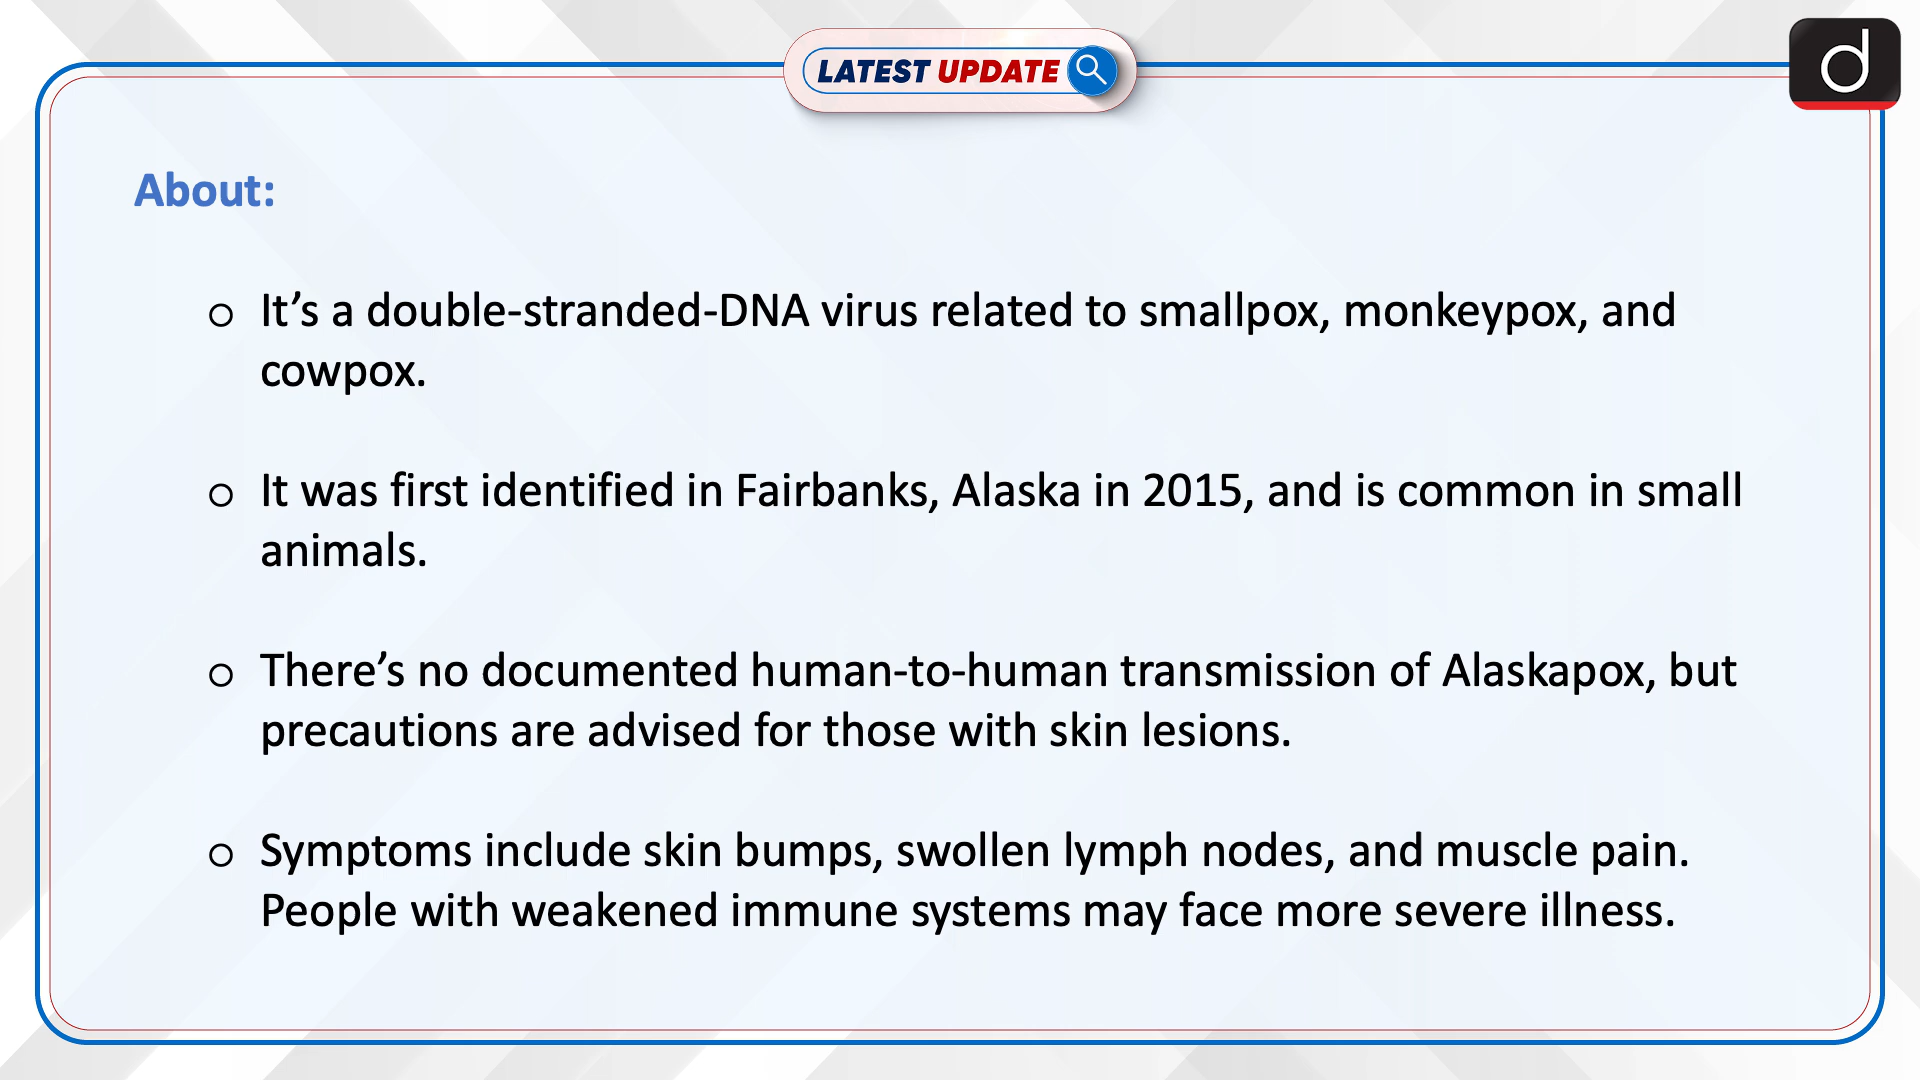 LATEST UPDATE
d
About:
o It’s a double-stranded-DNA virus related to smallpox, monkeypox, and
cowpox.
o It was first identified in Fairbanks, Alaska in 2015, and is common in small
animals.
o There’s no documented human-to-human transmission of Alaskapox, but
precautions are advised for those with skin lesions.
o Symptoms include skin bumps, swollen lymph nodes, and muscle pain.
People with weakened immune systems may face more severe illness.